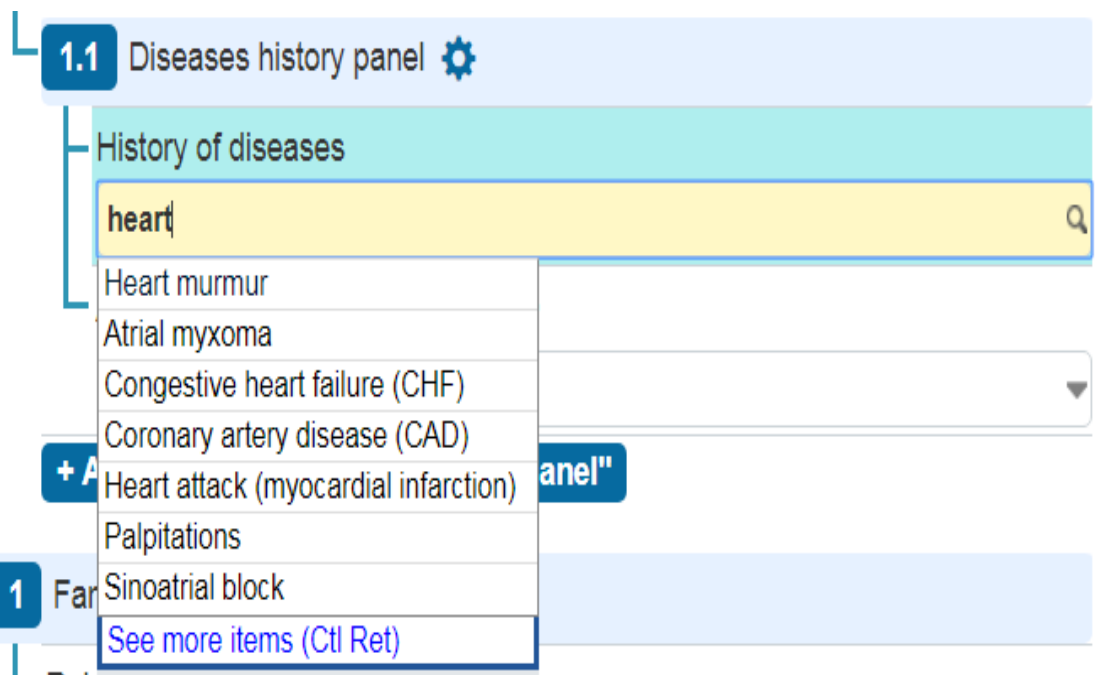 1.1 Diseases history panel
History of diseases
heart
Heart murmur
Atrial myxoma
Congestive heart failure (CHF)
Coronary artery disease (CAD)
+ A anel"
Heart attack (myocardial infarction)
Palpitations
Sinoatrial block
1 Far
See more items (Ctl Ret)